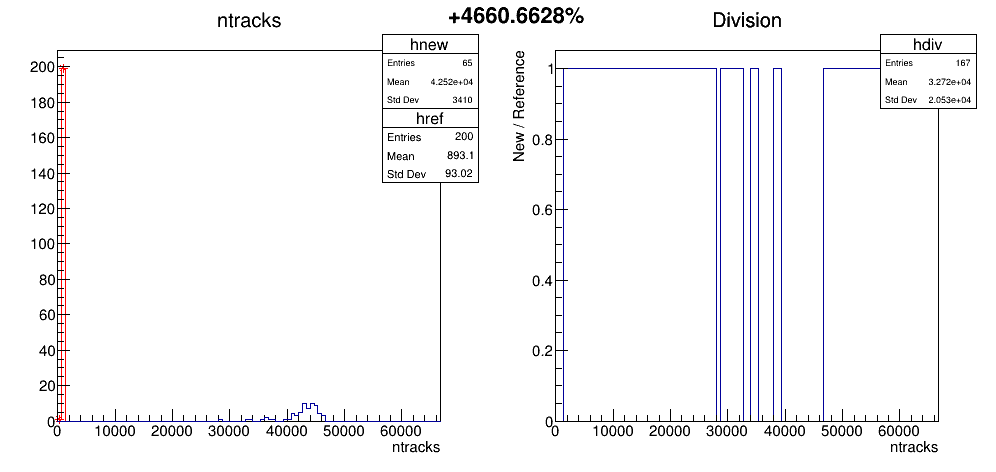 +4660.6628%
ntracks
hnew
Entries 65
Mean 4.252e+04
Std Dev 3410
href
Entries 200
Mean 893.1
Std Dev 93.02
200
180
160
140
120
100
80
60
40
20
0
0 10000 20000 30000 40000 50000 60000
ntracks
Division
hdiv
Entries 167
Mean 3.272e+04
Std Dev 2.053e+04
New / Reference
1
0.8
0.6
0.4
0.2
0
0 10000 20000 30000 40000 50000 60000
ntracks